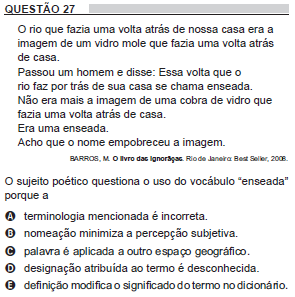 QUESTÃO 27
O rio que fazia uma volta atrás de nossa casa era a
imagem de um vidro mole que fazia uma volta atrás
de casa.
Passou um homem e disse: Essa volta que o
rio faz por trás de sua casa se chama enseada.
Não era mais a imagem de uma cobra de vidro que
fazia uma volta atrás de casa.
Era uma enseada.
Acho que o nome empobreceu a imagem.
BARROS, M. O livro das ignorãças. Rio de Janeiro: Best Seller, 2008.
O sujeito poético questiona o uso do vocábulo “enseada”
porque a
A terminologia mencionada é incorreta.
B nomeação minimiza a percepção subjetiva.
C palavra é aplicada a outro espaço geográfico.
D designação atribuída ao termo é desconhecida.
E definição modifica o significado do termo no dicionário.